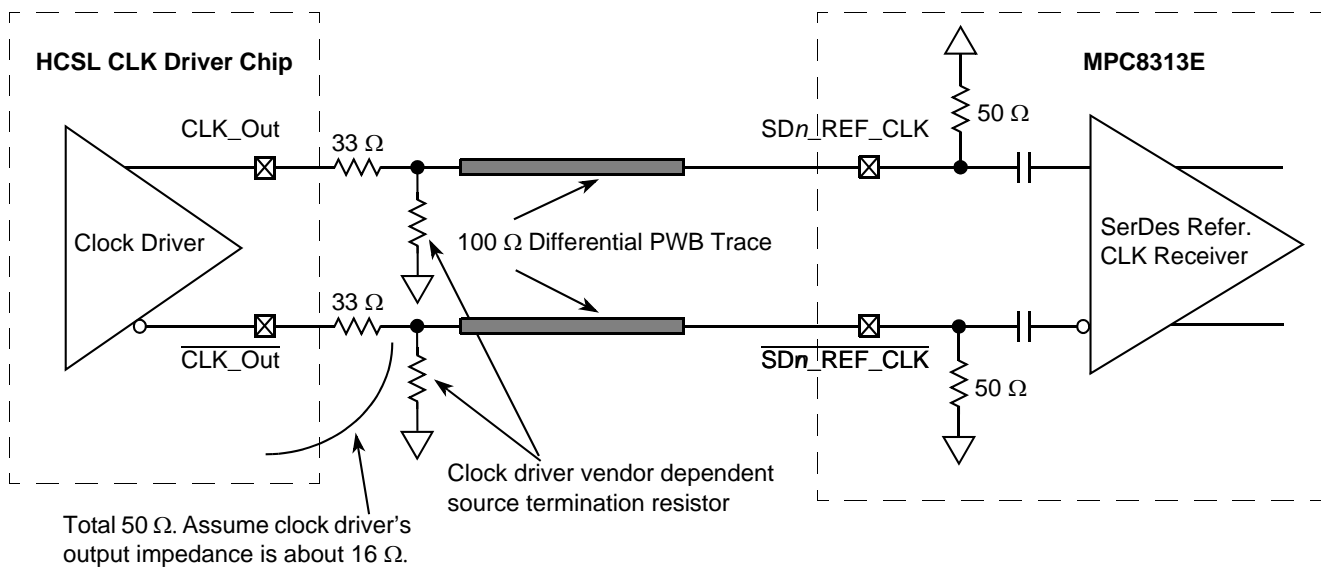 HCSL CLK Driver Chip
MPC8313E
CLK_Out
33 Ω
SDn_REF_CLK
50 Ω
Clock Driver
100 Ω Differential PWB Trace
SerDes Refer.
CLK Receiver
33 Ω
CLK_Out
SDn_REF_CLK
50 Ω
Clock driver vendor dependent
source termination resistor
Total 50 Ω. Assume clock driver's
output impedance is about 16 Ω.